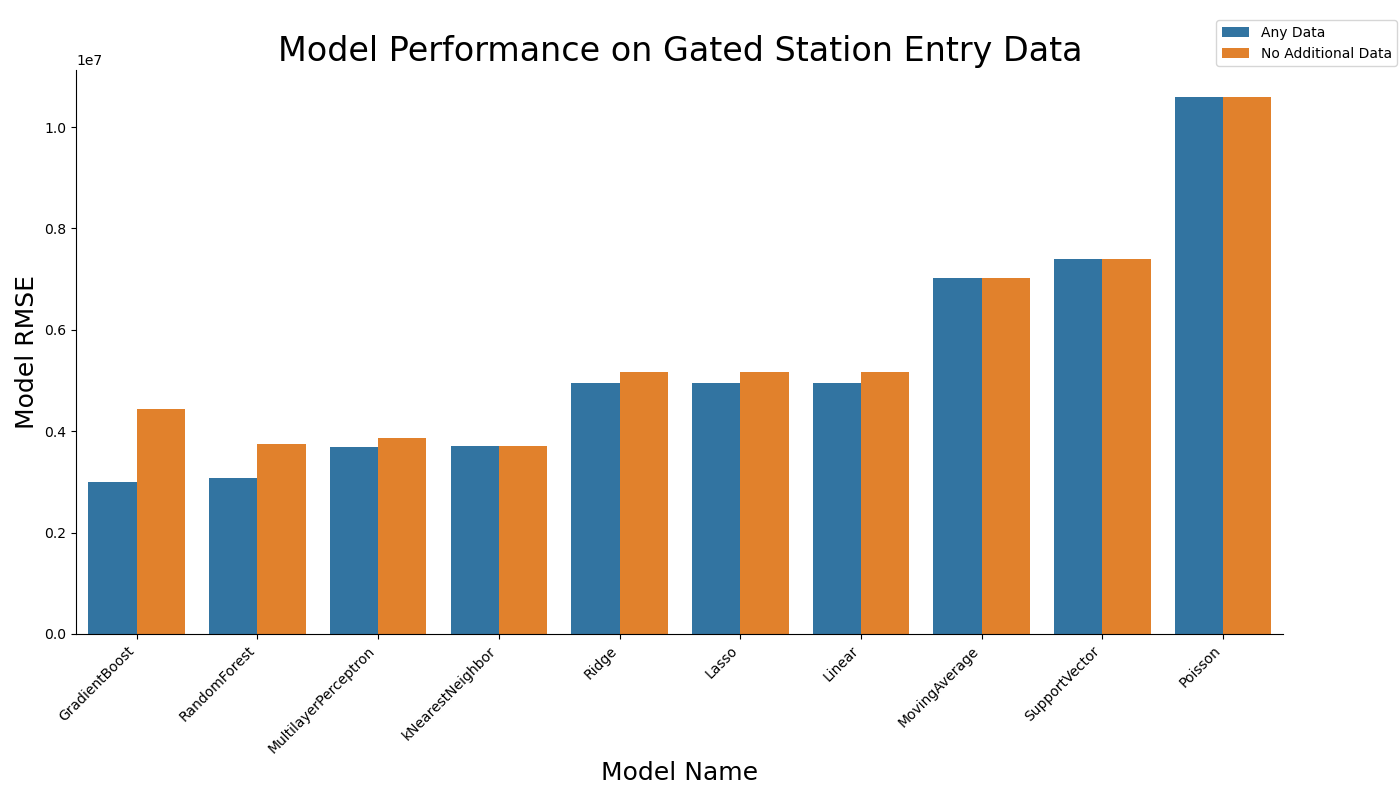 Model Performance on Gated Station Entry Data
Any Data
No Additional Data
1e7
1.0
0.8
0.6
0.4
0.2
0.0
Model RMSE
GradientBoost
RandomForest
MultilayerPerceptron
kNearestNeighbor
Ridge
Lasso
Linear
MovingAverage
SupportVector
Poisson
Model Name